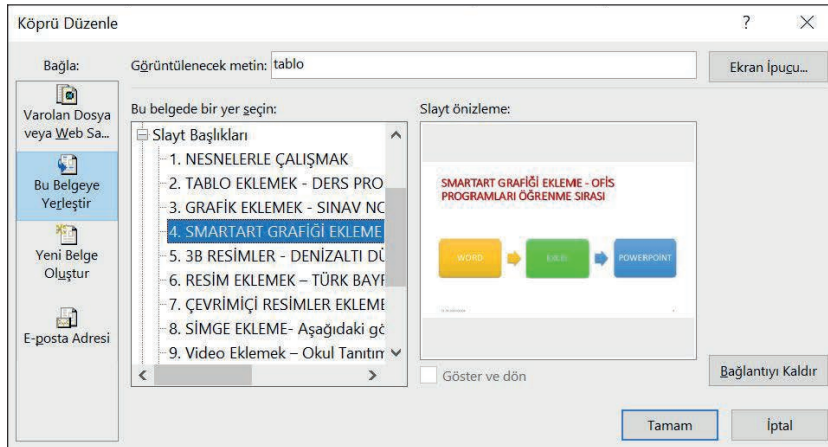 Köprü Düzenle
?
Bağla:
Görüntülenecek metin: tablo
Ekran İpucu...
Varolan Dosya
veya Web Sa...
Bu Belgeye
Yerleştir
Yeni Belge
Oluştur
E-posta Adresi
Bu belgede bir yer seçin:
Slayt Başlıkları
1. NESNELERLE ÇALIŞMAK
2. TABLO EKLEMEK - DERS PRO
3. GRAFİK EKLEMEK - SINAV NO
4. SMARTART GRAFİĞİ EKLEME
5. 3B RESİMLER - DENİZALTI DÜ
6. RESİM EKLEMEK – TÜRK BAYF
7. ÇEVRİMİÇİ RESİMLER EKLEME
8. SİMGE EKLEME- Aşağıdaki gö
9. Video Eklemek – Okul Tanıtım
Slayt önizleme:
SMARTART GRAFİĞİ EKLEME - OFİS
PROGRAMLARI ÖĞRENME SIRASI
WORD
EXCEL
POWERPOINT
Göster ve dön
Bağlantıyı Kaldır
Tamam
İptal